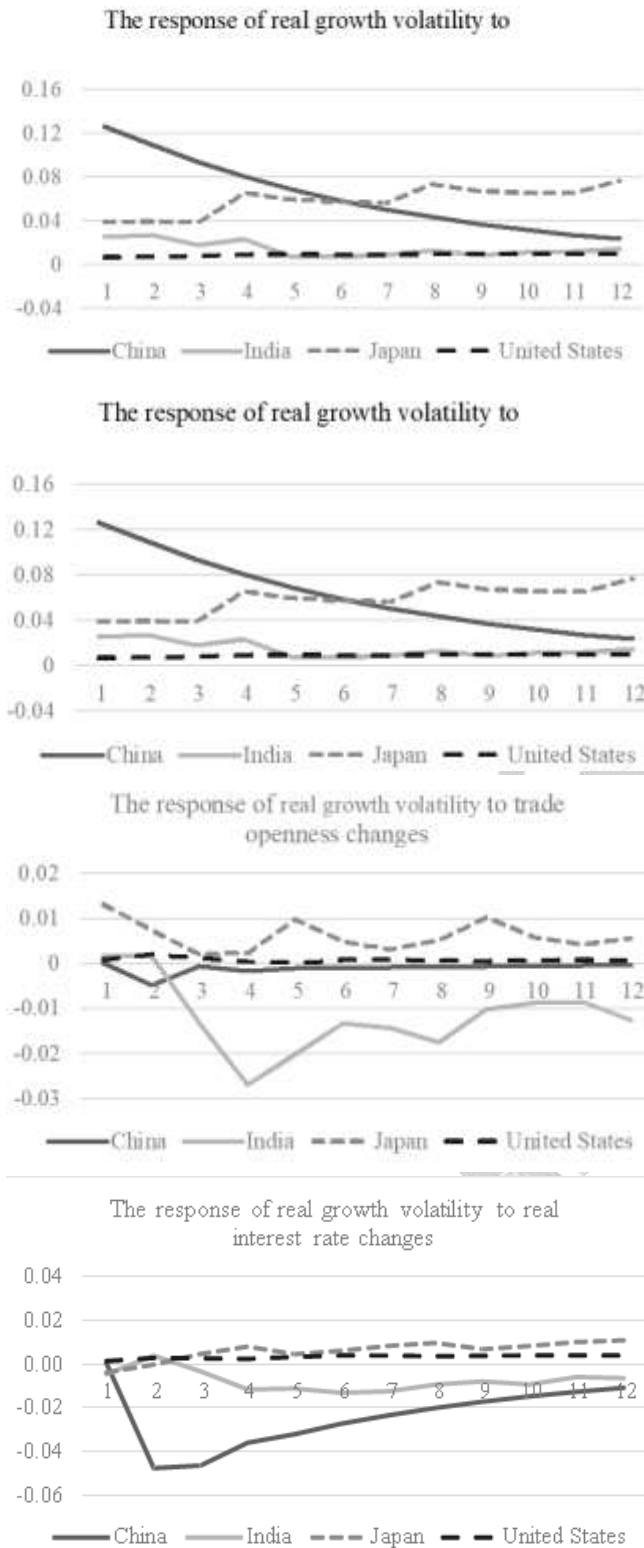 The response of real growth volatility to
0.16
0.12
0.08
0.04
0
-0.04
1 2 3 4 5 6 7 8 9 10 11 12
China India Japan United States
The response of real growth volatility to
0.16
0.12
0.08
0.04
0
-0.04
1 2 3 4 5 6 7 8 9 10 11 12
China India Japan United States
The response of real growth volatility to trade
openness changes
0.02
0.01
0
-0.01
-0.02
-0.03
1 2 3 4 5 6 7 8 9 10 11 12
China India Japan United States
The response of real growth volatility to real
interest rate changes
0.04
0.02
0.00
-0.02
-0.04
-0.06
1 2 3 4 5 6 7 8 9 10 11 12
China India Japan United States